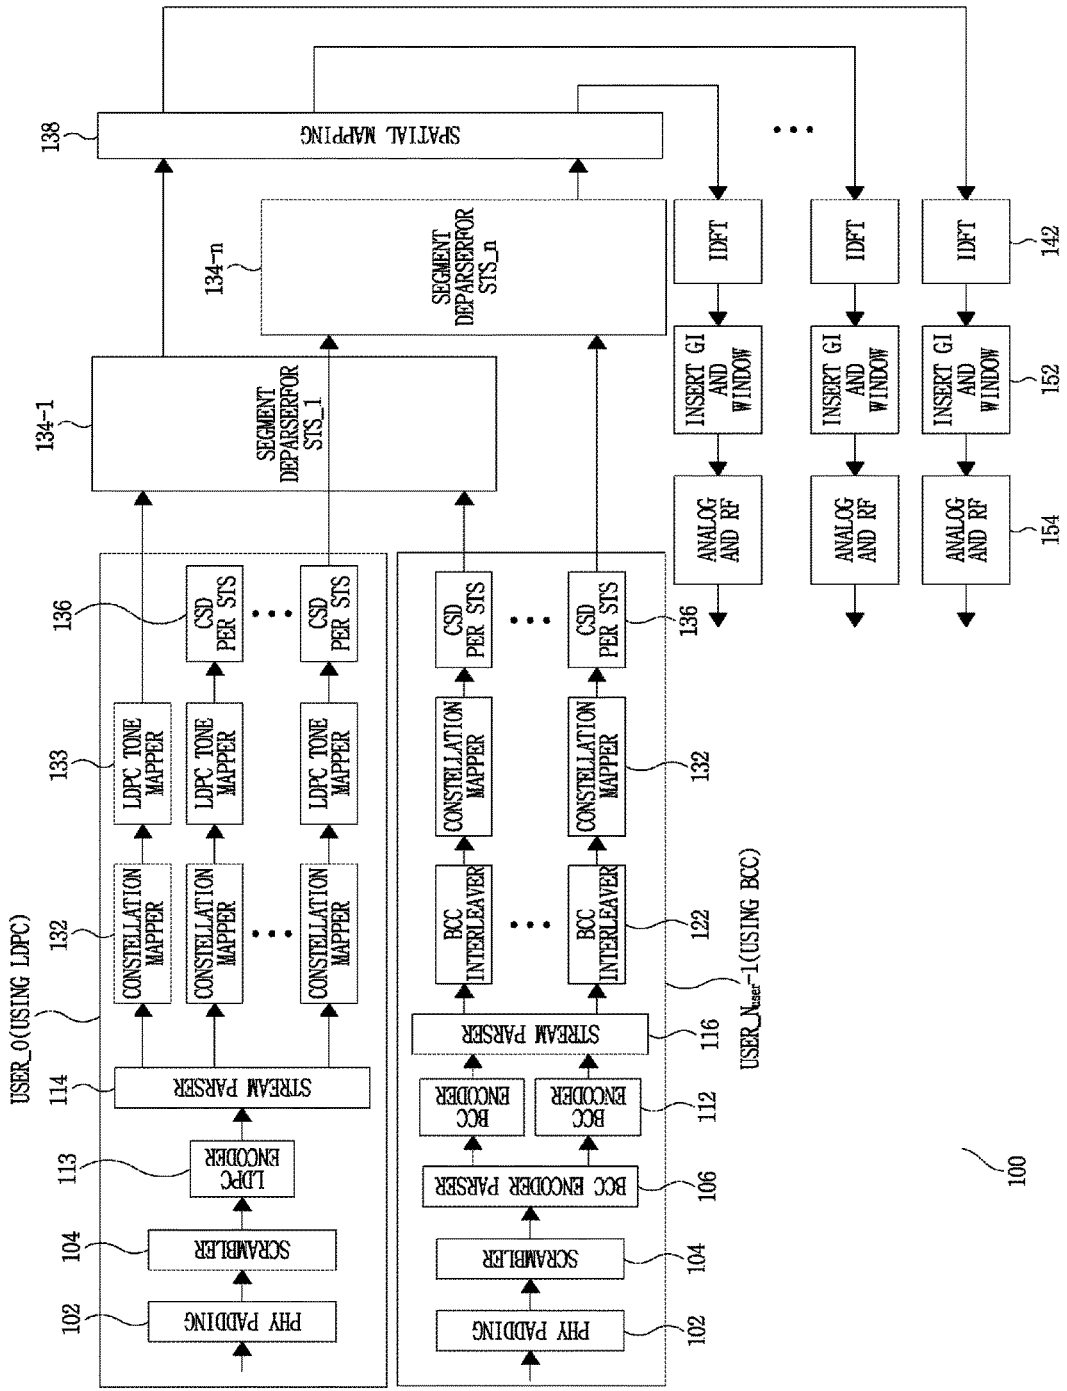 USER_0(USING LDPC)
102
PHY PADDING
104
SCRAMBLER
113
LDPC
ENCODER
114
STREAM PARSER
132
CONSTELLATION
MAPPER
CONSTELLATION
MAPPER
CONSTELLATION
MAPPER
133
LDPC TONE
MAPPER
LDPC TONE
MAPPER
LDPC TONE
MAPPER
136
CSD
PER STS
CSD
PER STS
134-1
SEGMENT
DEPARSERFOR
STS_1
134-n
SEGMENT
DEPARSERFOR
STS_n
138
SPATIAL MAPPING
PHY PADDING
102
SCRAMBLER
104
BCC ENCODER PARSER
106
BCC
ENCODER
BCC
ENCODER
112
STREAM PARSER
116
BCC
INTERLEAVER
BCC
INTERLEAVER
122
CONSTELLATION
MAPPER
CONSTELLATION
MAPPER
132
CSD
PER STS
CSD
PER STS
136
USER_Nuser-1(USING BCC)
IDFT
IDFT
IDFT
142
INSERT GI
AND
WINDOW
INSERT GI
AND
WINDOW
INSERT GI
AND
WINDOW
152
ANALOG
AND RF
ANALOG
AND RF
ANALOG
AND RF
154
100